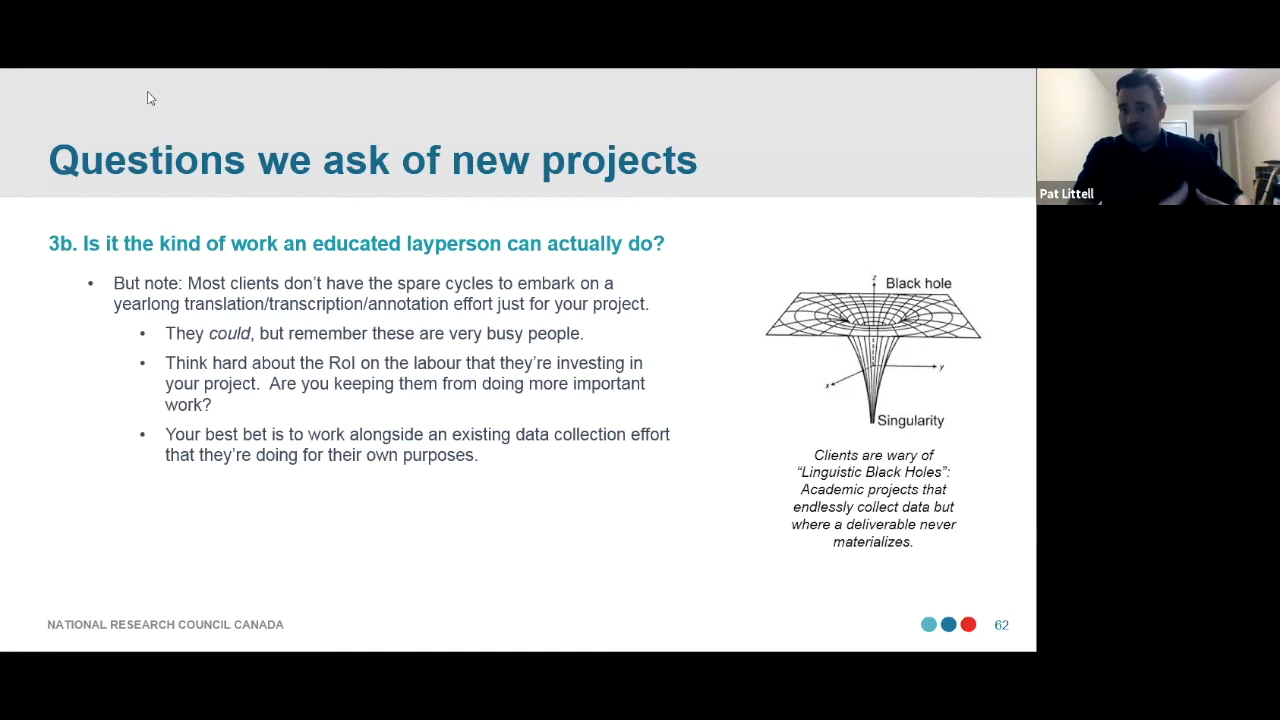 Questions we ask of new projects
Pat Littell
3b. Is it the kind of work an educated layperson can actually do?
• But note: Most clients don’t have the spare cycles to embark on a
yearlong translation/transcription/annotation effort just for your project.
• They could, but remember these are very busy people.
• Think hard about the RoI on the labour that they’re investing in
your project. Are you keeping them from doing more important
work?
• Your best bet is to work alongside an existing data collection effort
that they’re doing for their own purposes.
z
Black hole
y
x
Singularity
Clients are wary of
“Linguistic Black Holes”:
Academic projects that
endlessly collect data but
where a deliverable never
materializes.
NATIONAL RESEARCH COUNCIL CANADA
62